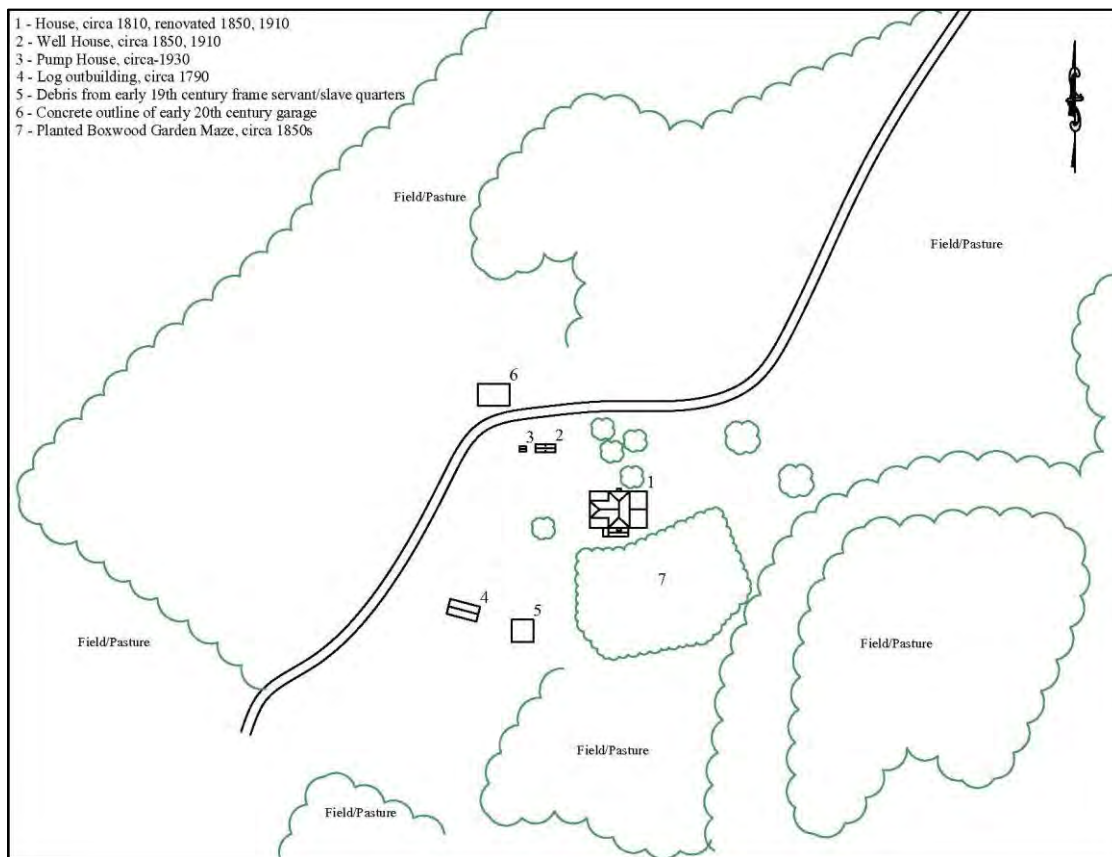 1 - House, circa 1810, renovated 1850, 1910
2 - Well House, circa 1850, 1910
3 - Pump House, circa-1930
4 - Log outbuilding, circa 1790
5 - Debris from early 19th century frame servant/slave quarters
6 - Concrete outline of early 20th century garage
7 - Planted Boxwood Garden Maze, circa 1850s
Field/Pasture
Field/Pasture
6
3
2
1
7
4
5
Field/Pasture
Field/Pasture
Field/Pasture
Field/Pasture